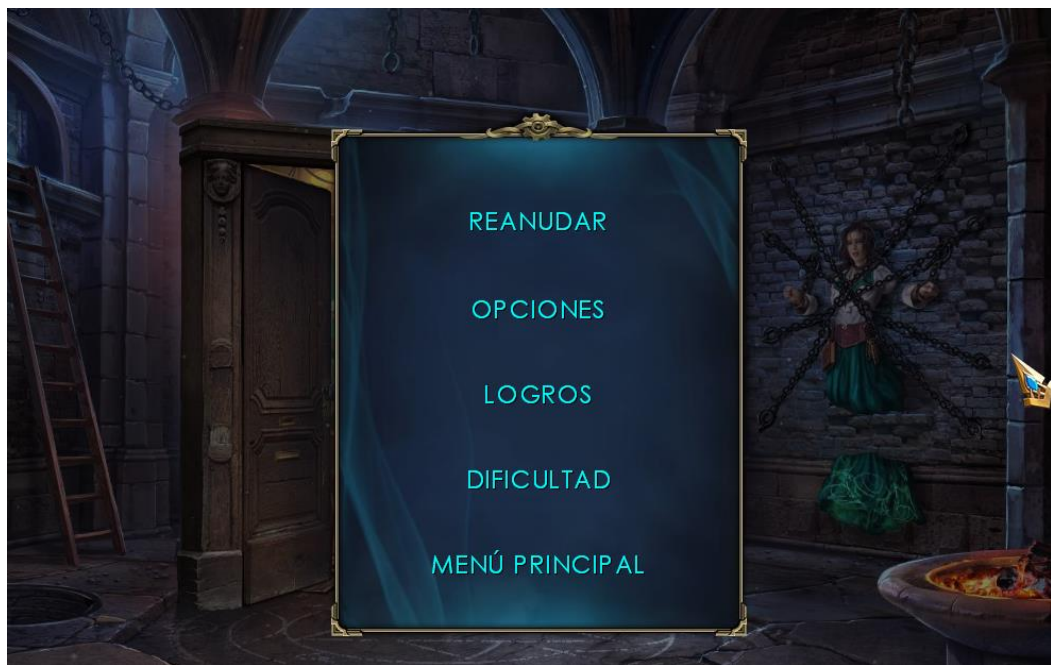 REANUDAR
OPCIONES
LOGROS
DIFICULTAD
MENÚ PRINCIPAL